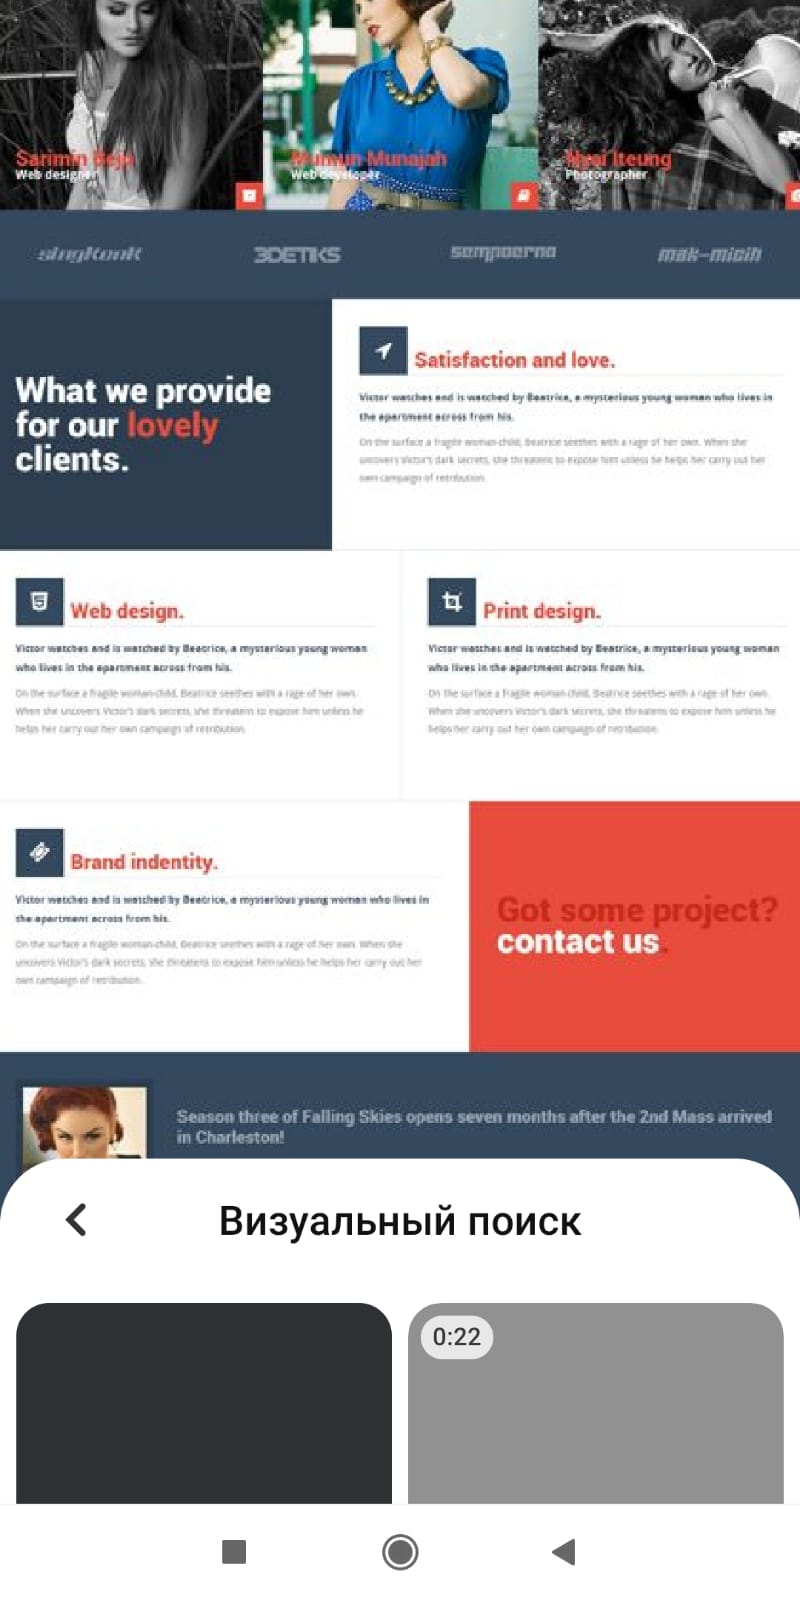 Sarimin Bejo
Web designer
Mumun Munajah
Web developer
Nyai Iteung
Photographer
singkonk
3DETIKS
sempoerna
mak-micin
What we provide
for our lovely
clients.
Satisfaction and love.
Victor watches and is watched by Beatrice, a mysterious young woman who lives in
the apartment across from his.
On the surface a fragile woman-child, Beatrice seethes with a rage of her own. When she
uncovers Victor's dark secrets, she threatens to expose him unless he helps her carry out her
own campaign of retribution.
Web design.
Victor watches and is watched by Beatrice, a mysterious young woman
who lives in the apartment across from his.
On the surface a fragile woman-child, Beatrice seethes with a rage of her own.
When she uncovers Victor's dark secrets, she threatens to expose him unless he
helps her carry out her own campaign of retribution.
Print design.
Victor watches and is watched by Beatrice, a mysterious young woman
who lives in the apartment across from his.
On the surface a fragile woman-child, Beatrice seethes with a rage of her own.
When she uncovers Victor's dark secrets, she threatens to expose him unless he
helps her carry out her own campaign of retribution.
Brand indentity.
Victor watches and is watched by Beatrice, a mysterious young woman who lives in
the apartment across from his.
On the surface a fragile woman-child, Beatrice seethes with a rage of her own. When she
uncovers Victor's dark secrets, she threatens to expose him unless he helps her carry out her
own campaign of retribution.
Got some project?
contact us.
Season three of Falling Skies opens seven months after the 2nd Mass arrived
in Charleston!
Визуальный поиск
0:22